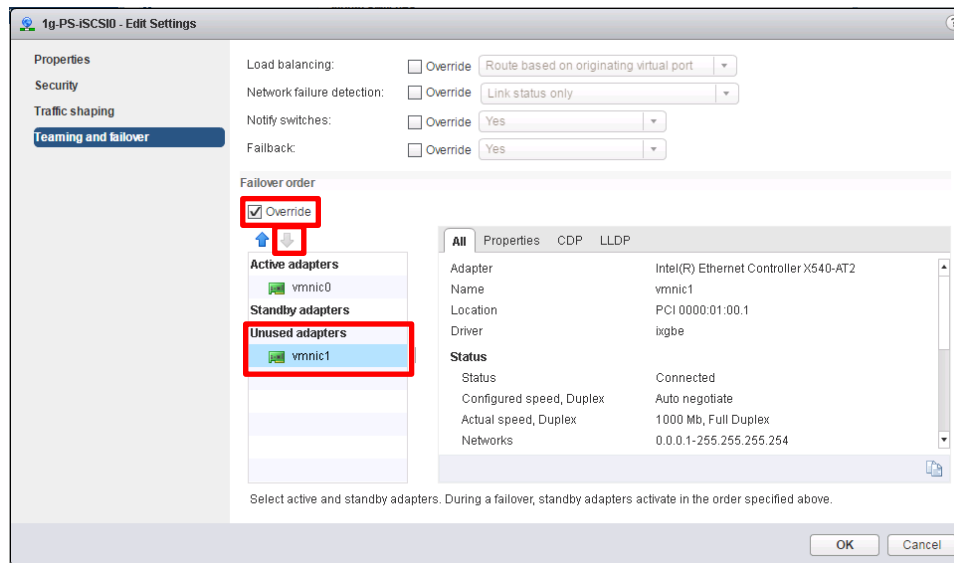 1g-PS-iSCSI0 - Edit Settings
?
Properties
Security
Traffic shaping
Teaming and failover
Load balancing: Override Route based on originating virtual port
Network failure detection: Override Link status only
Notify switches: Override Yes
Failback: Override Yes
Failover order
Override
All Properties CDP LLDP
Active adapters
vmnic0
Standby adapters
Unused adapters
vmnic1
Adapter Intel(R) Ethernet Controller X540-AT2
Name vmnic1
Location PCI 0000:01:00.1
Driver ixgbe
Status
Status Connected
Configured speed, Duplex Auto negotiate
Actual speed, Duplex 1000 Mb, Full Duplex
Networks 0.0.0.1-255.255.255.254
Select active and standby adapters. During a failover, standby adapters activate in the order specified above.
OK Cancel